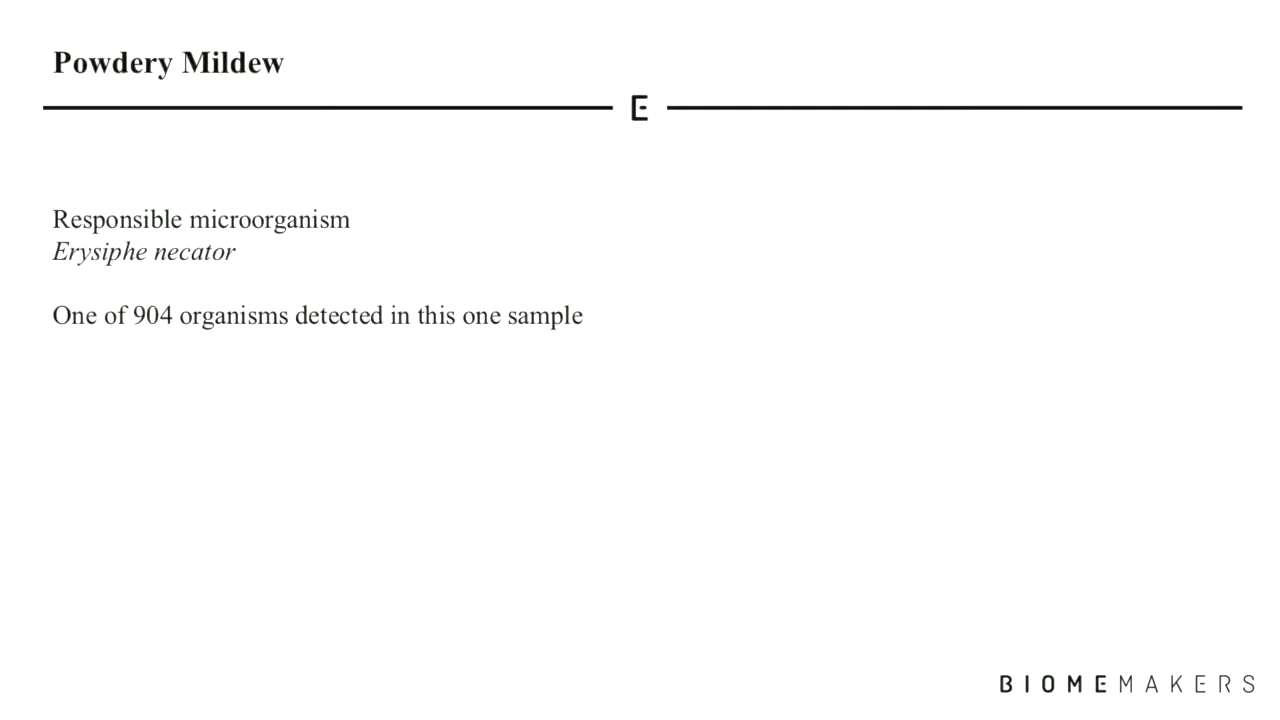 Powdery Mildew
E
Responsible microorganism
Erysiphe necator
One of 904 organisms detected in this one sample
BIOMEMAKERS